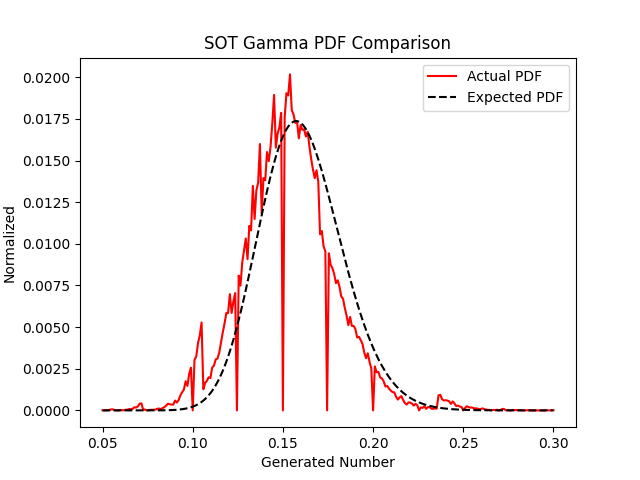 SOT Gamma PDF Comparison
Actual PDF
Expected PDF
Normalized
0.0200
0.0175
0.0150
0.0125
0.0100
0.0075
0.0050
0.0025
0.0000
0.05 0.10 0.15 0.20 0.25 0.30
Generated Number